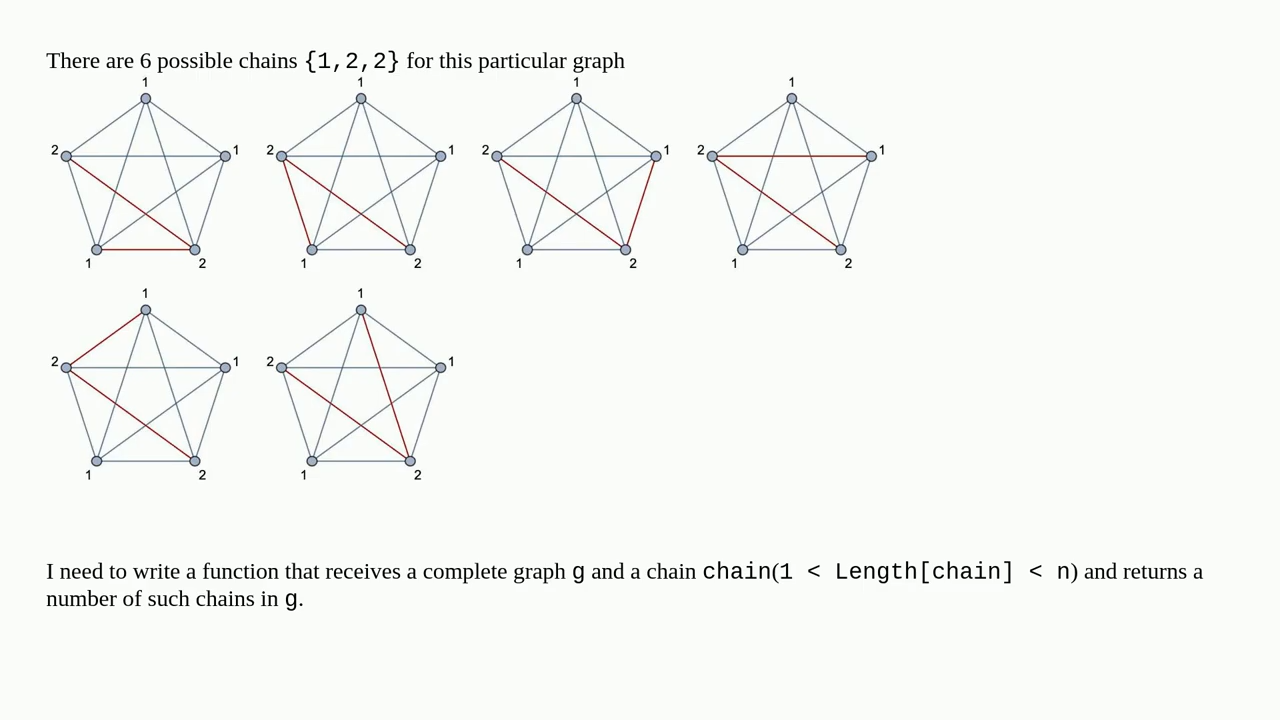 There are 6 possible chains {1,2,2} for this particular graph
1 1 1 1
2 1 2 1 2 1 2 1
1 2 1 2 1 2 1 2
1 1
2 1 2 1
1 2 1 2
I need to write a function that receives a complete graph g and a chain chain(1 < Length[chain] < n) and returns a
number of such chains in g.